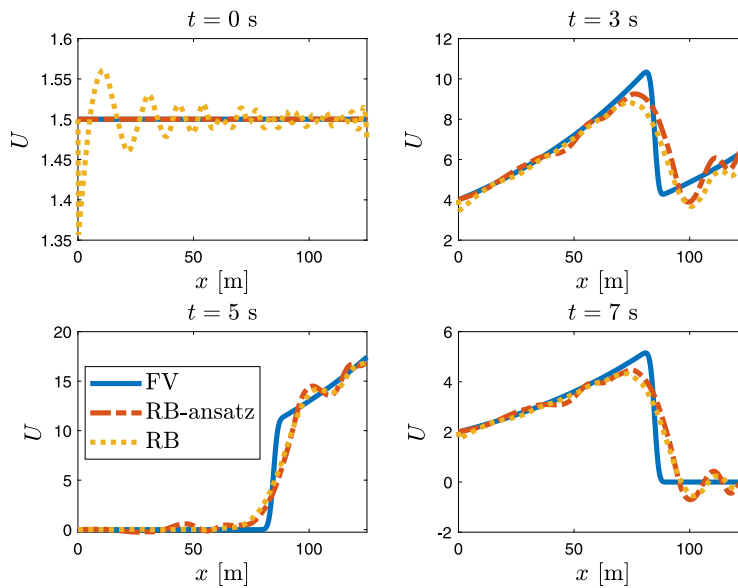 t = 0 s
1.6
1.55
1.5
1.45
1.4
1.35
U
0 50 100
x [m]
t = 3 s
12
10
8
6
4
2
U
0 50 100
x [m]
t = 5 s
20
15
10
5
0
U
FV
RB-ansatz
RB
0 50 100
x [m]
t = 7 s
6
4
2
0
-2
U
0 50 100
x [m]